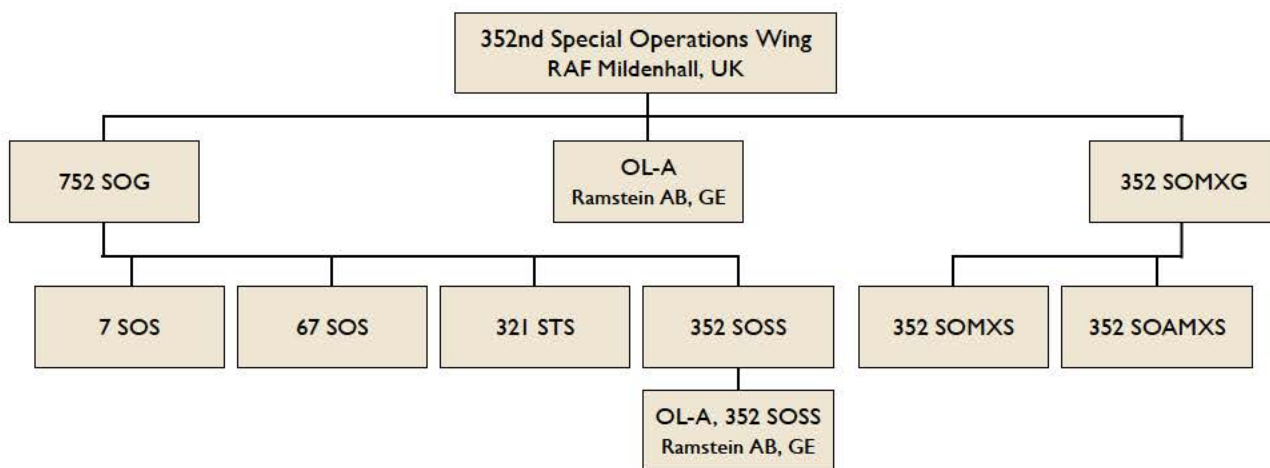 352nd Special Operations Wing
RAF Mildenhall, UK
752 SOG
OL-A
Ramstein AB, GE
352 SOMXG
7 SOS
67 SOS
321 STS
352 SOSS
352 SOMXS
352 SOAMXS
OL-A, 352 SOSS
Ramstein AB, GE